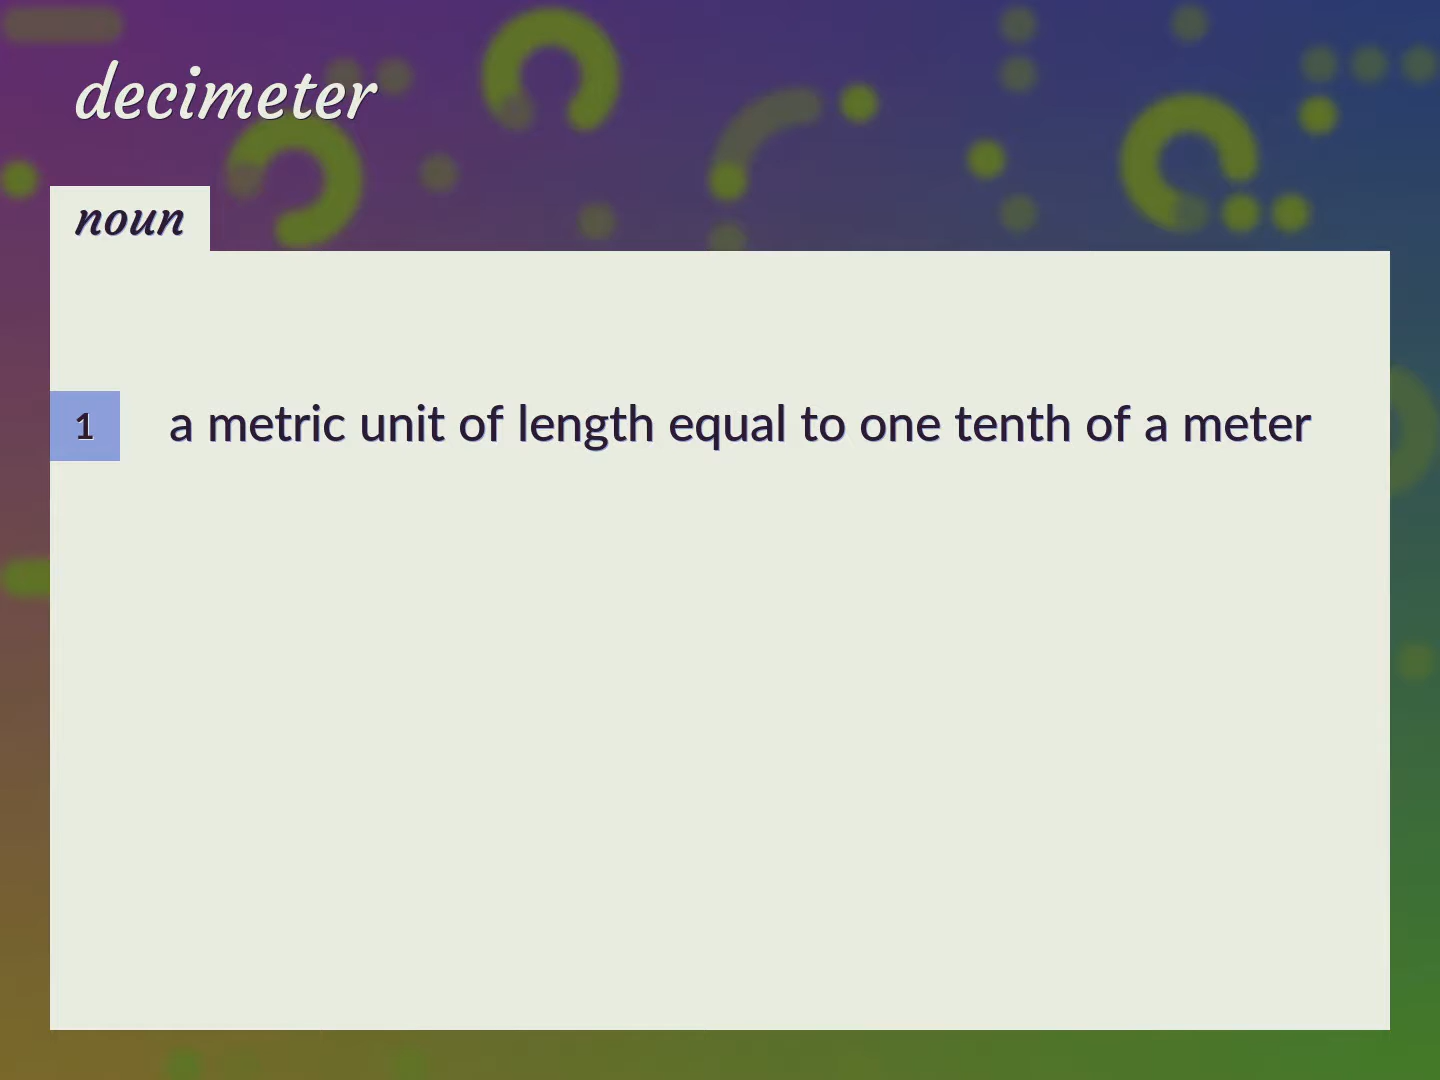 decimeter
noun
1 a metric unit of length equal to one tenth of a meter